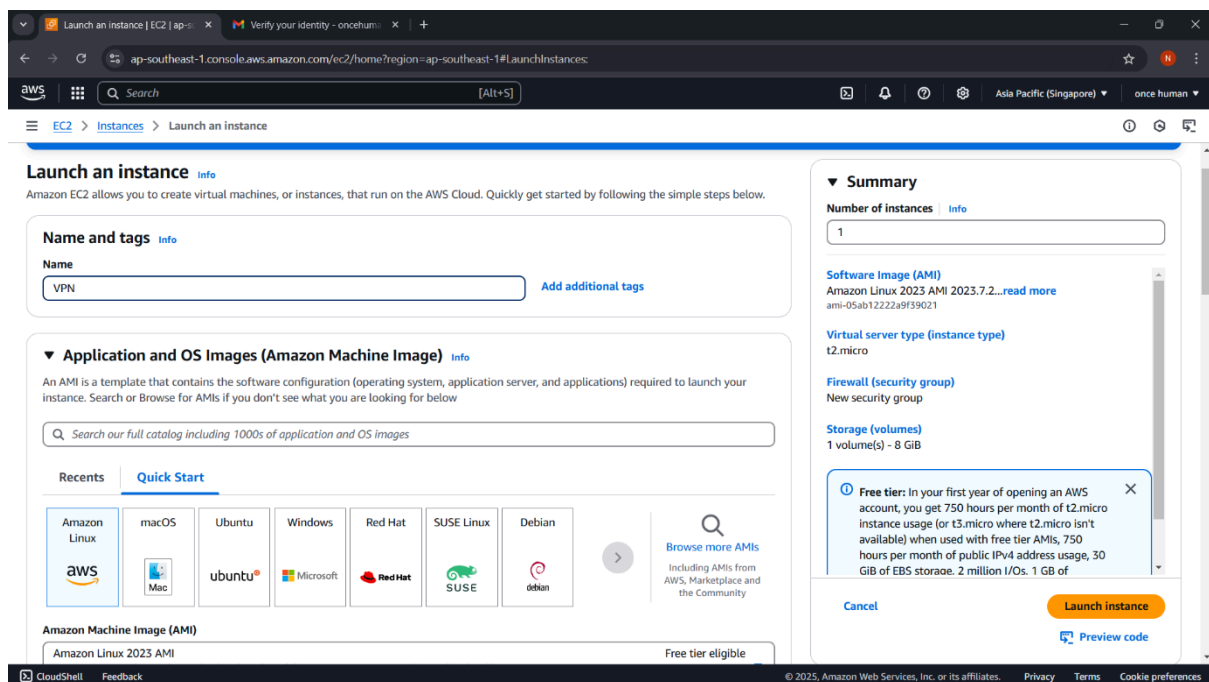 Launch an instance | EC2 | ap-s
Verify your identity - oncehuma
ap-southeast-1.console.aws.amazon.com/ec2/home?region=ap-southeast-1#LaunchInstances:
N
aws
Search
[Alt+S]
Asia Pacific (Singapore)
once human
EC2 > Instances > Launch an instance
Launch an instance Info
Amazon EC2 allows you to create virtual machines, or instances, that run on the AWS Cloud. Quickly get started by following the simple steps below.
Name and tags Info
Name
VPN
Add additional tags
Application and OS Images (Amazon Machine Image) Info
An AMI is a template that contains the software configuration (operating system, application server, and applications) required to launch your
instance. Search or Browse for AMIs if you don't see what you are looking for below
Search our full catalog including 1000s of application and OS images
Recents
Quick Start
Amazon Linux
aws
macOS
Mac
Ubuntu
ubuntu®
Windows
Microsoft
Red Hat
Red Hat
SUSE Linux
SUSE
Debian
debian
Browse more AMIs
Including AMIs from
AWS, Marketplace and
the Community
Amazon Machine Image (AMI)
Amazon Linux 2023 AMI
Free tier eligible
Summary
Number of instances Info
1
Software Image (AMI)
Amazon Linux 2023 AMI 2023.7.2...read more
ami-05ab12222a9f39021
Virtual server type (instance type)
t2.micro
Firewall (security group)
New security group
Storage (volumes)
1 volume(s) - 8 GiB
Free tier: In your first year of opening an AWS
account, you get 750 hours per month of t2.micro
instance usage (or t3.micro where t2.micro isn't
available) when used with free tier AMIs, 750
hours per month of public IPv4 address usage, 30
GiB of EBS storage, 2 million I/Os, 1 GB of
Cancel
Launch instance
Preview code
CloudShell
Feedback
© 2025, Amazon Web Services, Inc. or its affiliates.
Privacy
Terms
Cookie preferences